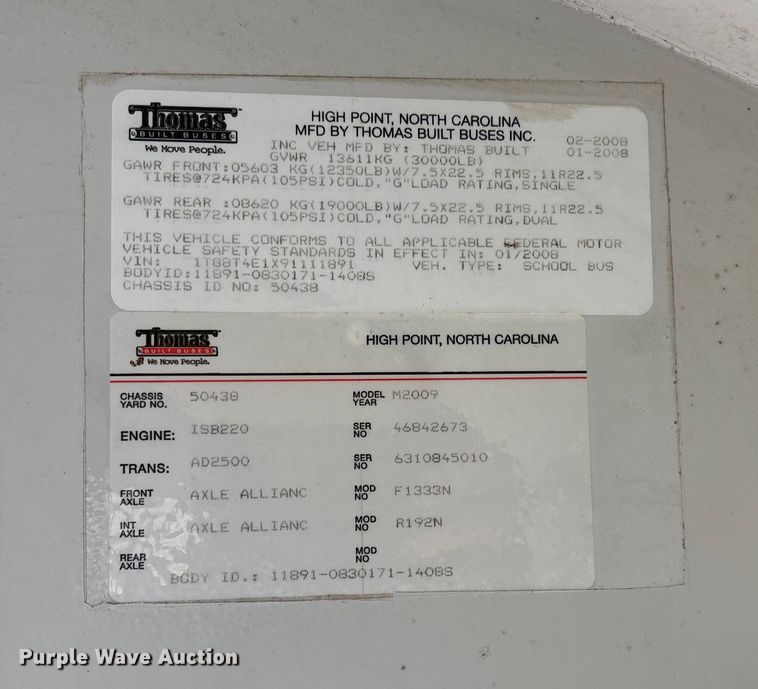 Thomas
BUILT BUSES
We Move People.
HIGH POINT, NORTH CAROLINA
MFD BY THOMAS BUILT BUSES INC.
02-2008
INC VEH MFD BY: THOMAS BUILT 01-2008
GVWR 13611KG (30000LB)
GAWR FRONT:05603 KG(12350LB)W/7.5X22.5 RIMS,11R22.5
TIRES@724KPA(105PSI)COLD,"G"LOAD RATING,SINGLE
GAWR REAR :08620 KG(19000LB)W/7.5X22.5 RIMS,11R22.5
TIRES@724KPA(105PSI)COLD,"G"LOAD RATING,DUAL
THIS VEHICLE CONFORMS TO ALL APPLICABLE FEDERAL MOTOR
VEHICLE SAFETY STANDARDS IN EFFECT IN: 01/2008
VIN: 1T88T4E1X91111891 VEH. TYPE: SCHOOL BUS
BODYID:11891-0830171-1408S
CHASSIS ID NO: 50438
Thomas
BUILT BUSES
We Move People.
HIGH POINT, NORTH CAROLINA
CHASSIS YARD NO. 50438 MODEL YEAR M2009
ENGINE: ISB220 SER NO 46842673
TRANS: AD2500 SER NO 6310845010
FRONT AXLE AXLE ALLIANC MOD NO F1333N
INT AXLE AXLE ALLIANC MOD NO R192N
REAR AXLE MOD NO
BODY ID.: 11891-0830171-1408S
Purple Wave Auction